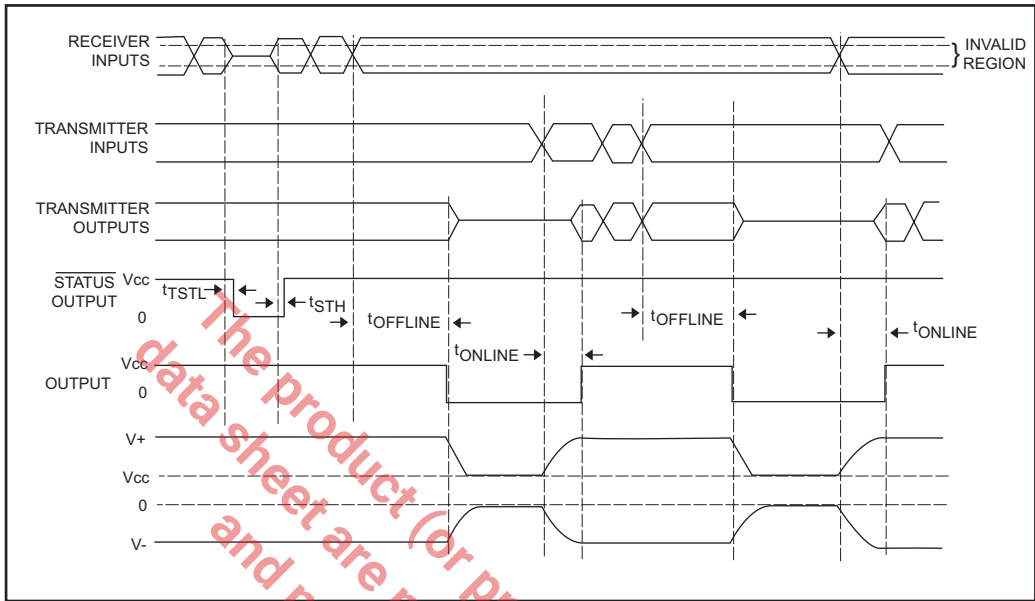 RECEIVER
INPUTS
INVALID
REGION
TRANSMITTER
INPUTS
TRANSMITTER
OUTPUTS
STATUS
OUTPUT
Vcc
0
tTSTL
tSTH
tOFFLINE
tOFFLINE
tONLINE
tONLINE
OUTPUT
Vcc
0
V+
Vcc
0
V-
The product (or pr
data sheet are
and